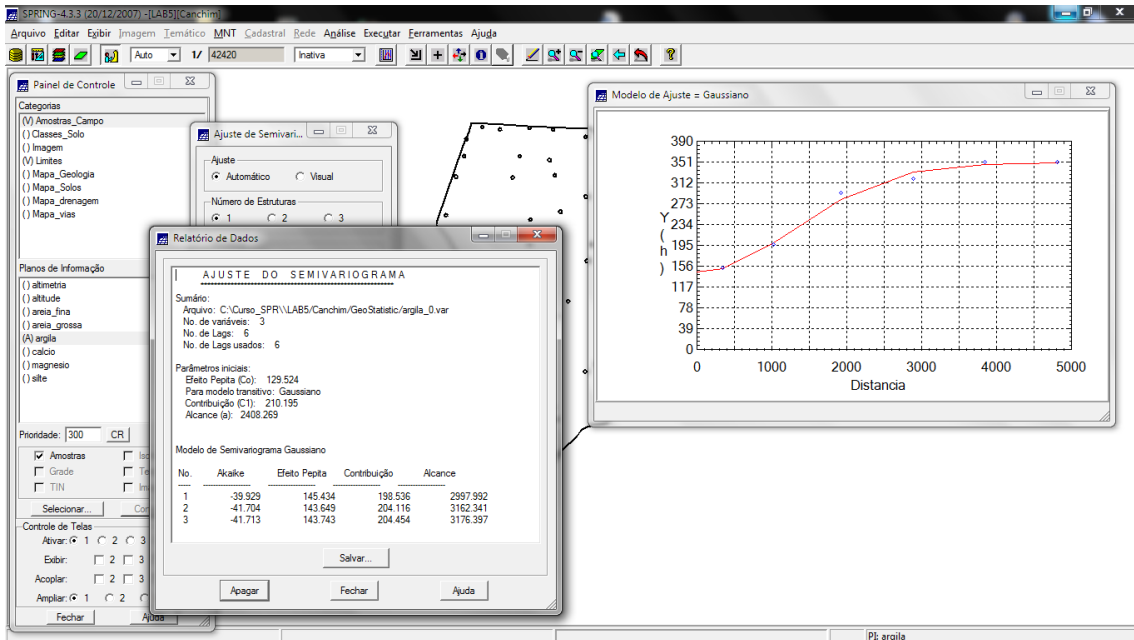 SPRING-4.3.3 (20/12/2007) -[LAB5][Canchim]
Arquivo Editar Exibir Imagem Temático MNT Cadastral Rede Análise Executar Ferramentas Ajuda
Auto 1/ 42420 Inativa
Painel de Controle
Categorias
(V) Amostras_Campo
() Classes_Solo
() Imagem
(V) Limites
() Mapa_Geologia
() Mapa_Solos
() Mapa_drenagem
() Mapa_vias
Planos de Informação
() altimetria
() altitude
() areia_fina
() areia_grossa
(A) argila
() calcio
() magnesio
() silte
Prioridade: 300 CR
Amostras
Grade
TIN
Selecionar...
Controle de Telas
Ativar: 1 2 3
Exibir: 2 3
Acoplar: 2 3
Ampliar: 1 2
Fechar Ajuda
Ajuste de Semivari...
Ajuste
Automático Visual
Número de Estruturas
1 2 3
Relatório de Dados
AJUSTE DO SEMIVARIOGRAMA
Sumário:
Arquivo: C:\Curso_SPR\\LAB5/Canchim/GeoStatistic/argila_0.var
No. de variáveis: 3
No. de Lags: 6
No. de Lags usados: 6
Parâmetros iniciais:
Efeito Pepita (Co): 129.524
Para modelo transitivo: Gaussiano
Contribuição (C1): 210.195
Alcance (a): 2408.269
Modelo de Semivariograma Gaussiano
No. Akaike Efeito Pepita Contribuição Alcance
1 -39.929 145.434 198.536 2997.992
2 -41.704 143.649 204.116 3162.341
3 -41.713 143.743 204.454 3176.397
Salvar...
Apagar Fechar Ajuda
Modelo de Ajuste = Gaussiano
390
351
312
273
234
195
156
117
78
39
0
Y(h)
0 1000 2000 3000 4000 5000
Distancia
PI: argila